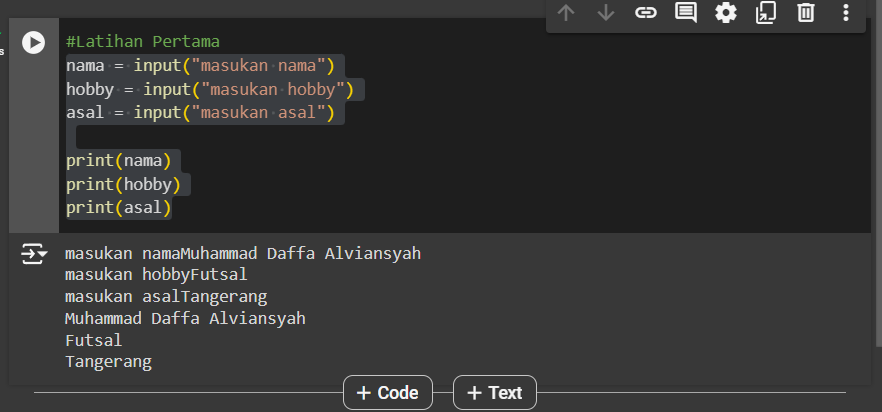 #Latihan Pertama
nama = input("masukan nama")
hobby = input("masukan hobby")
asal = input("masukan asal")
print(nama)
print(hobby)
print(asal)
masukan namaMuhammad Daffa Alviansyah
masukan hobbyFutsal
masukan asalTangerang
Muhammad Daffa Alviansyah
Futsal
Tangerang
+ Code + Text